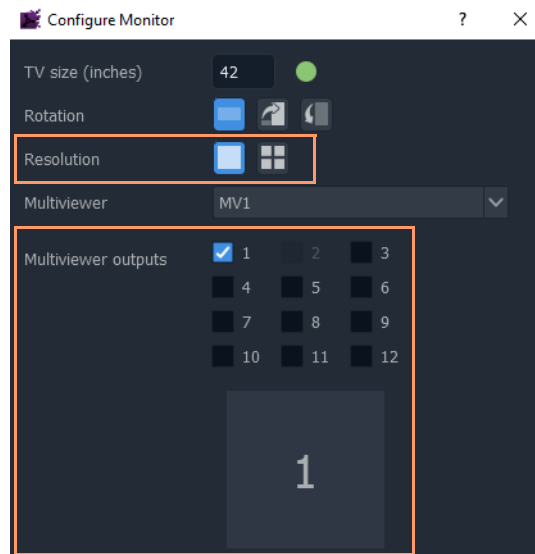 Configure Monitor ? ×
TV size (inches) 42
Rotation
Resolution
Multiviewer MV1
Multiviewer outputs 1 2 3
4 5 6
7 8 9
10 11 12
1